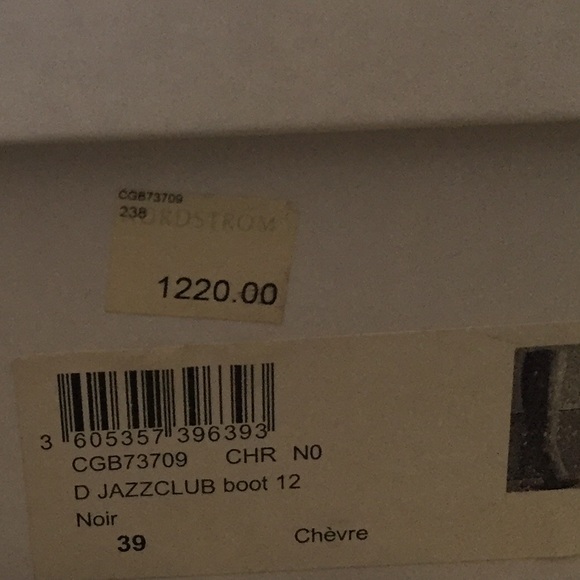 CGB73709
238
NORDSTROM
1220.00
3 605357 396393
CGB73709 CHR N0
D JAZZCLUB boot 12
Noir
39 Chèvre